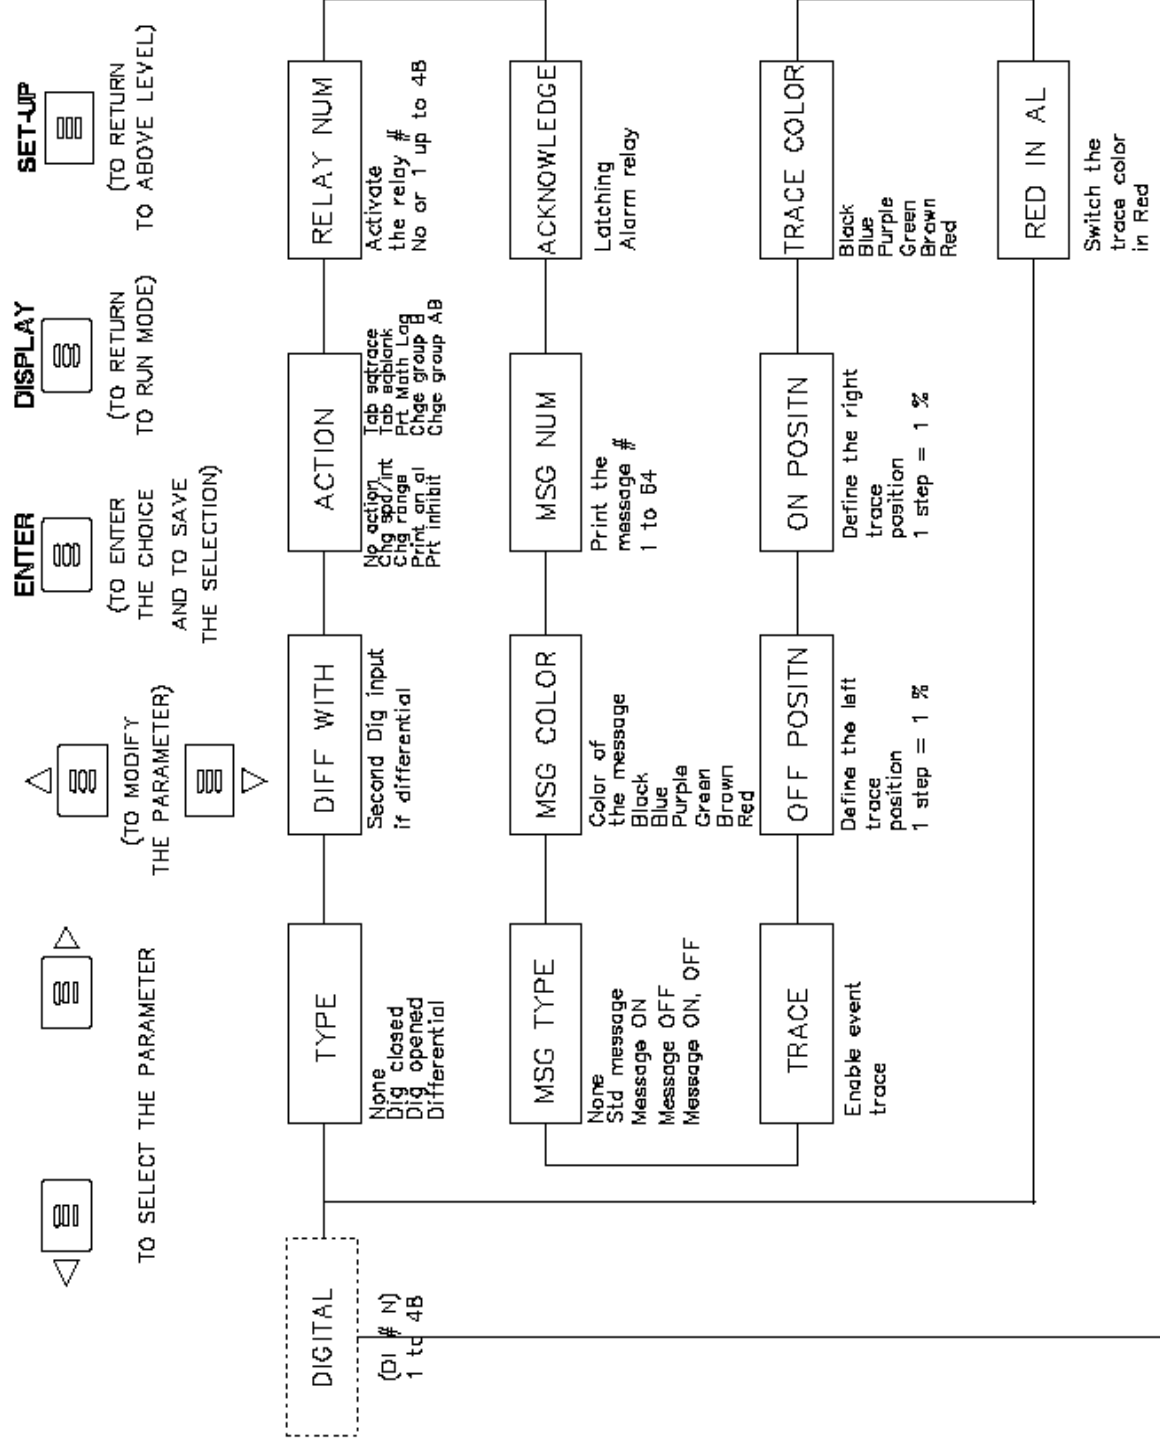 TO SELECT THE PARAMETER
(TO MODIFY
THE PARAMETER)
ENTER
(TO ENTER
THE CHOICE
AND TO SAVE
THE SELECTION)
DISPLAY
(TO RETURN
TO RUN MODE)
SET-UP
(TO RETURN
TO ABOVE LEVEL)
DIGITAL
(DI # N)
1 to 48
TYPE
None
Dig closed
Dig opened
Differential
DIFF WITH
Second Dig input
if differential
ACTION
No action
Chg spd/int
Chg range
Print on al
Prt inhibit
Tab sqtrace
Tab sqblank
Prt Math Log
Chge group B
Chge group AB
RELAY NUM
Activate
the relay #
No or 1 up to 48
MSG TYPE
None
Std message
Message ON
Message OFF
Message ON, OFF
MSG COLOR
Color of
the message
Black
Blue
Purple
Green
Brown
Red
MSG NUM
Print the
message #
1 to 64
ACKNOWLEDGE
Latching
Alarm relay
TRACE
Enable event
trace
OFF POSITN
Define the left
trace
position
1 step = 1 %
ON POSITN
Define the right
trace
position
1 step = 1 %
TRACE COLOR
Black
Blue
Purple
Green
Brown
Red
RED IN AL
Switch the
trace color
in Red